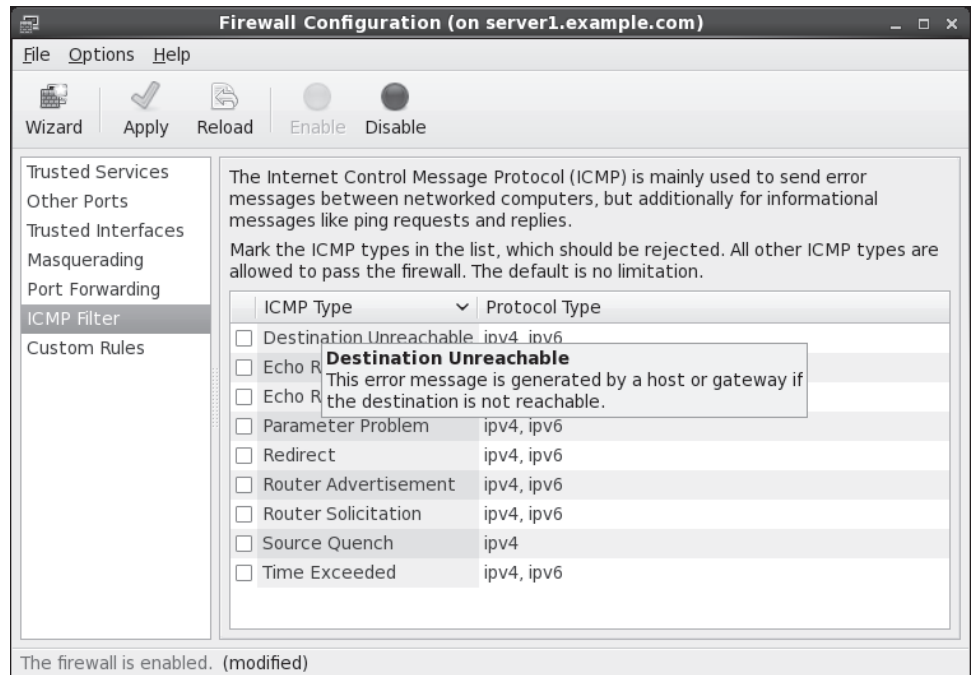 Firewall Configuration (on server1.example.com)
File Options Help
Wizard Apply Reload Enable Disable
Trusted Services
Other Ports
Trusted Interfaces
Masquerading
Port Forwarding
ICMP Filter
Custom Rules
The Internet Control Message Protocol (ICMP) is mainly used to send error
messages between networked computers, but additionally for informational
messages like ping requests and replies.
Mark the ICMP types in the list, which should be rejected. All other ICMP types are
allowed to pass the firewall. The default is no limitation.
ICMP Type Protocol Type
Destination Unreachable ipv4, ipv6
Echo R
Echo R
Destination Unreachable
This error message is generated by a host or gateway if
the destination is not reachable.
Parameter Problem ipv4, ipv6
Redirect ipv4, ipv6
Router Advertisement ipv4, ipv6
Router Solicitation ipv4, ipv6
Source Quench ipv4
Time Exceeded ipv4, ipv6
The firewall is enabled. (modified)